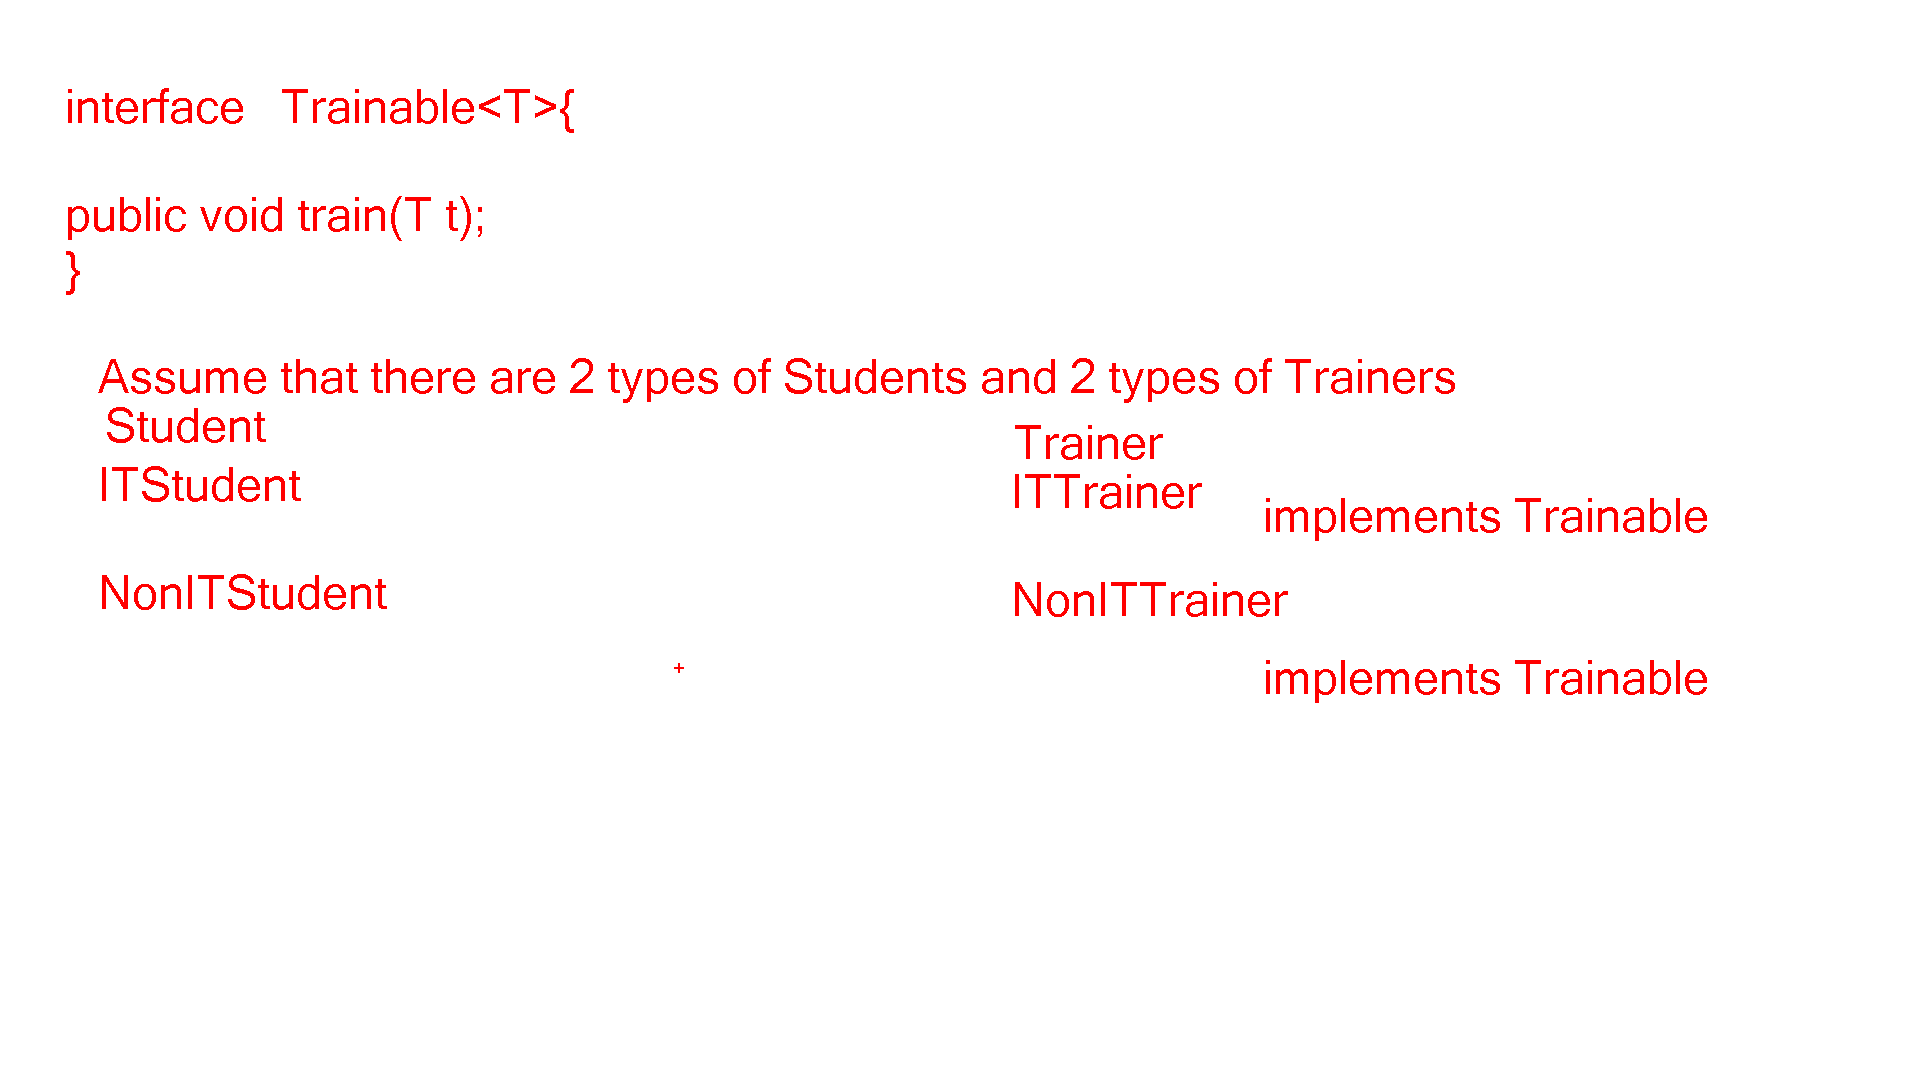 interface Trainable<T>{
public void train(T t);
}
Assume that there are 2 types of Students and 2 types of Trainers
Student
Trainer
ITStudent
ITTrainer
implements Trainable
NonITStudent
NonITTrainer
implements Trainable